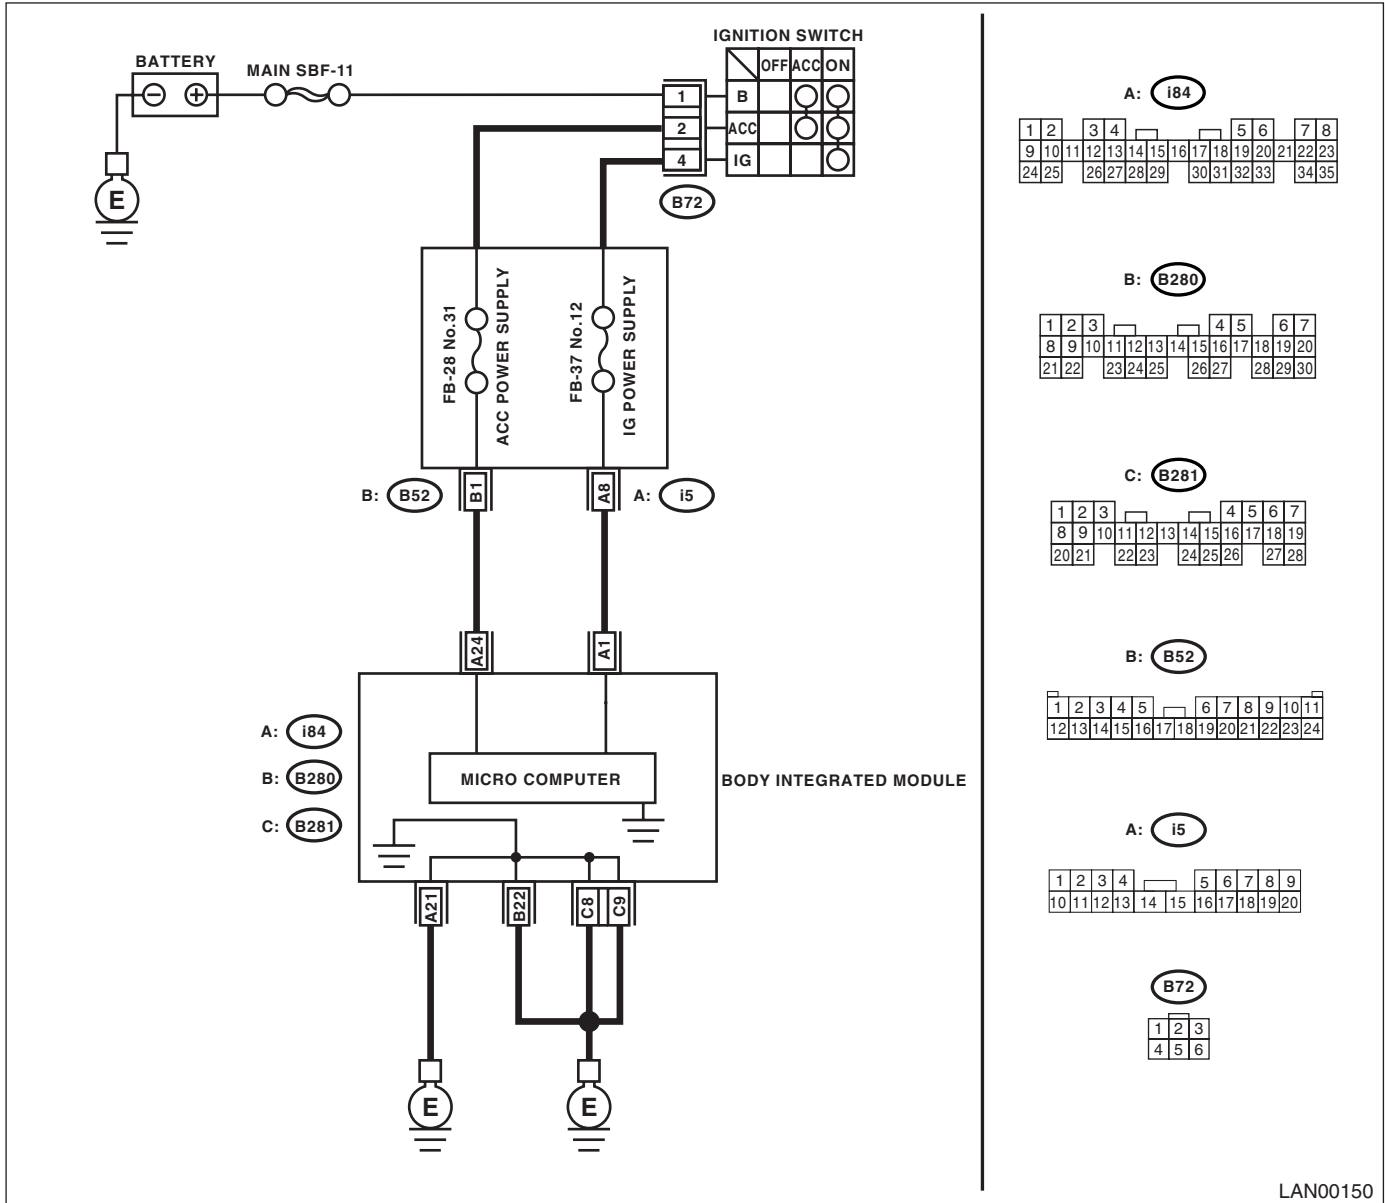 IGNITION SWITCH
BATTERY
MAIN SBF-11
OFF ACC ON
1 B
2 ACC
4 IG
B72
E
FB-28 No.31
ACC POWER SUPPLY
FB-37 No.12
IG POWER SUPPLY
B: B52
B1
A8
A: i5
A24
A1
A: i84
B: B280
C: B281
MICRO COMPUTER
BODY INTEGRATED MODULE
A21
B22
C8
C9
E
E
A: i84
1 2 3 4 5 6 7 8
9 10 11 12 13 14 15 16 17 18 19 20 21 22 23
24 25 26 27 28 29 30 31 32 33 34 35
B: B280
1 2 3 4 5 6 7
8 9 10 11 12 13 14 15 16 17 18 19 20
21 22 23 24 25 26 27 28 29 30
C: B281
1 2 3 4 5 6 7
8 9 10 11 12 13 14 15 16 17 18 19
20 21 22 23 24 25 26 27 28
B: B52
1 2 3 4 5 6 7 8 9 10 11
12 13 14 15 16 17 18 19 20 21 22 23 24
A: i5
1 2 3 4 5 6 7 8 9
10 11 12 13 14 15 16 17 18 19 20
B72
1 2 3
4 5 6
LAN00150